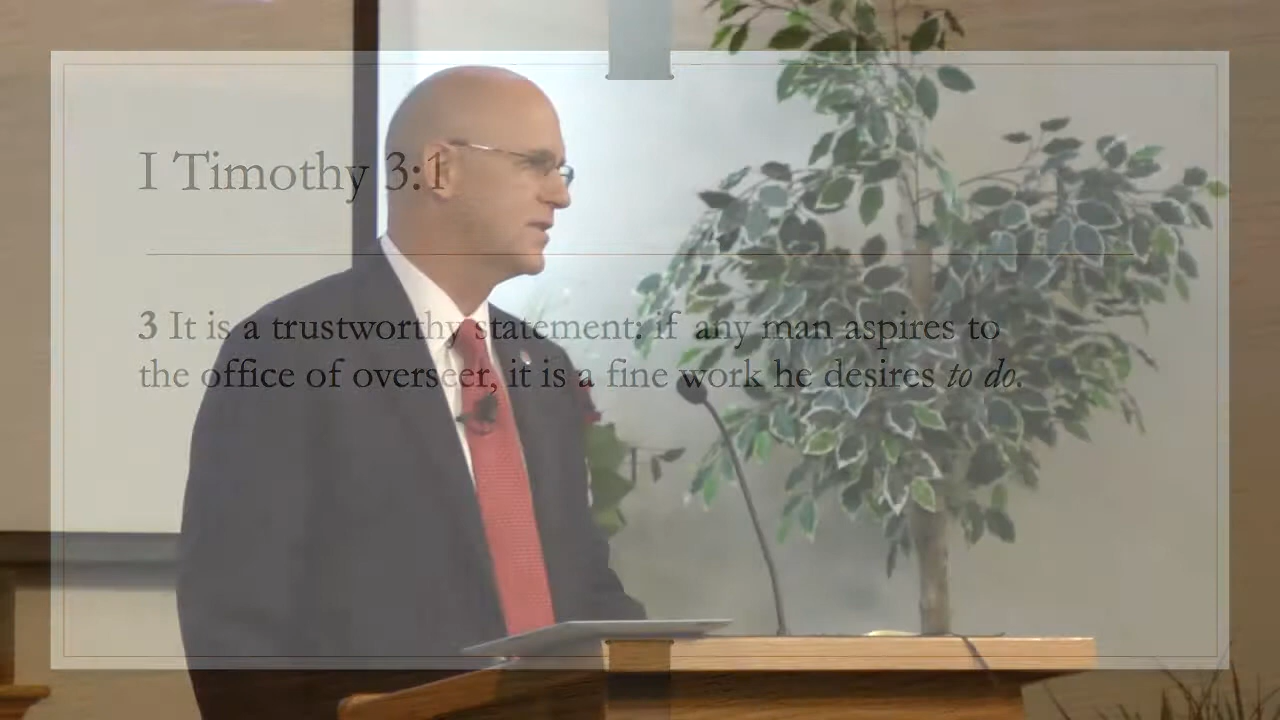 I Timothy 3:1
3 It is a trustworthy statement: if any man aspires to
the office of overseer, it is a fine work he desires to do.